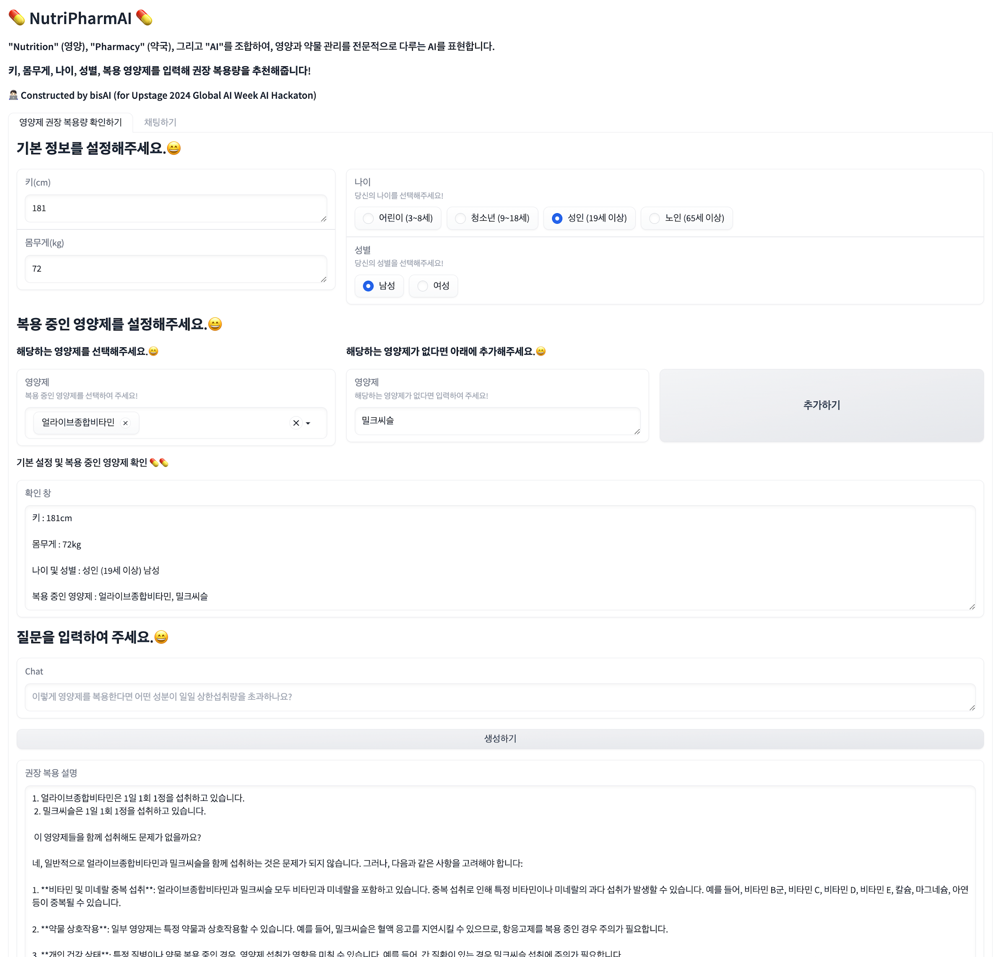 NutriPharmAI
"Nutrition" (영양), "Pharmacy" (약국), 그리고 "AI"를 조합하여, 영양과 약물 관리를 전문적으로 다루는 AI를 표현합니다.
키, 몸무게, 나이, 성별, 복용 영양제를 입력해 권장 복용량을 추천해줍니다!
Constructed by bisAI (for Upstage 2024 Global AI Week AI Hackaton)
영양제 권장 복용량 확인하기 채팅하기
기본 정보를 설정해주세요.
키(cm)
181
몸무게(kg)
72
나이
당신의 나이를 선택해주세요!
어린이 (3~8세) 청소년 (9~18세) 성인 (19세 이상) 노인 (65세 이상)
성별
당신의 성별을 선택해주세요!
남성 여성
복용 중인 영양제를 설정해주세요.
해당하는 영양제를 선택해주세요.
영양제
복용 중인 영양제를 선택하여 주세요!
얼라이브종합비타민
해당하는 영양제가 없다면 아래에 추가해주세요.
영양제
해당하는 영양제가 없다면 입력하여 주세요!
밀크씨슬
추가하기
기본 설정 및 복용 중인 영양제 확인
확인 창
키 : 181cm
몸무게 : 72kg
나이 및 성별 : 성인 (19세 이상) 남성
복용 중인 영양제 : 얼라이브종합비타민, 밀크씨슬
질문을 입력하여 주세요.
Chat
이렇게 영양제를 복용한다면 어떤 성분이 일일 상한섭취량을 초과하나요?
생성하기
권장 복용 설명
1. 얼라이브종합비타민은 1일 1회 1정을 섭취하고 있습니다.
2. 밀크씨슬은 1일 1회 1정을 섭취하고 있습니다.
이 영양제들을 함께 섭취해도 문제가 없을까요?
네, 일반적으로 얼라이브종합비타민과 밀크씨슬을 함께 섭취하는 것은 문제가 되지 않습니다. 그러나, 다음과 같은 사항을 고려해야 합니다:
1. **비타민 및 미네랄 중복 섭취**: 얼라이브종합비타민과 밀크씨슬 모두 비타민과 미네랄을 포함하고 있습니다. 중복 섭취로 인해 특정 비타민이나 미네랄의 과다 섭취가 발생할 수 있습니다. 예를 들어, 비타민 B군, 비타민 C, 비타민 D, 비타민 E, 칼슘, 마그네슘, 아연
등이 중복될 수 있습니다.
2. **약물 상호작용**: 일부 영양제는 특정 약물과 상호작용할 수 있습니다. 예를 들어, 밀크씨슬은 혈액 응고를 지연시킬 수 있으므로, 항응고제를 복용 중인 경우 주의가 필요합니다.
3. **개인 건강 상태**: 특정 질병이나 약물 복용 중인 경우, 영양제 섭취가 영향을 미칠 수 있습니다. 예를 들어, 간 질환이 있는 경우 밀크씨슬 섭취에 주의가 필요합니다.